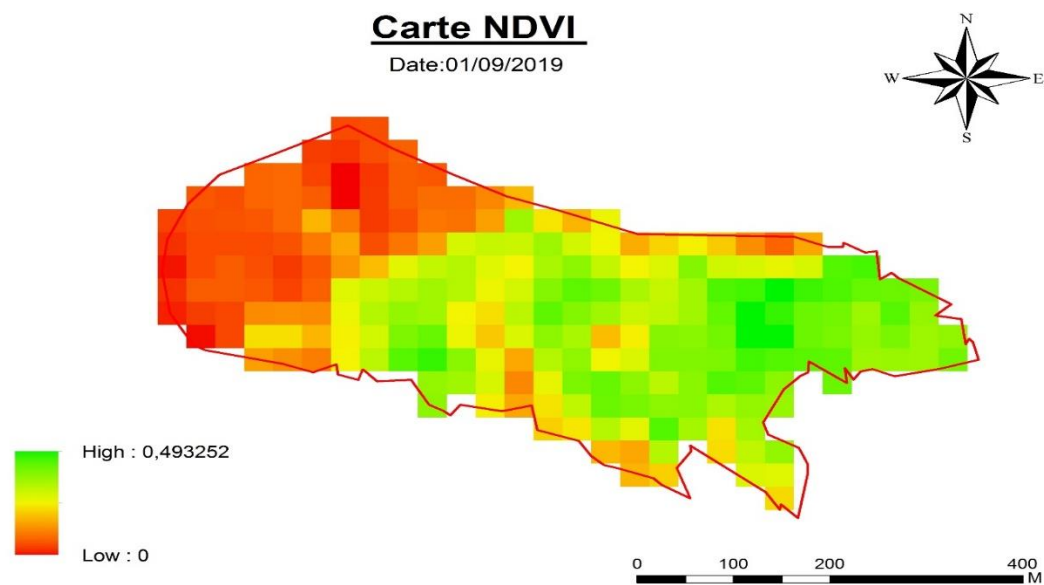 Carte NDVI
Date:01/09/2019
N
W
E
S
High : 0,493252
Low : 0
0 100 200 400
M